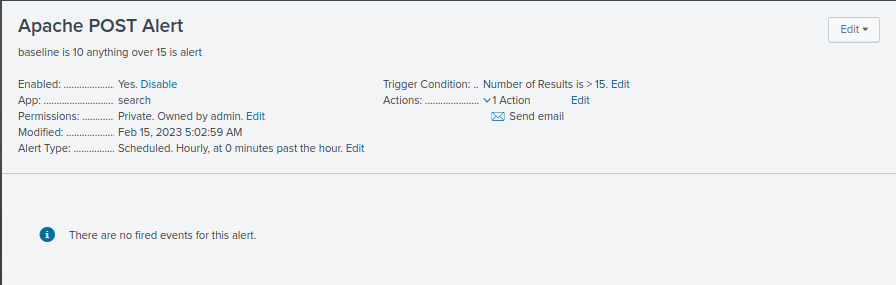 Apache POST Alert
Edit
baseline is 10 anything over 15 is alert
Enabled: .................. Yes. Disable
Trigger Condition: .. Number of Results is > 15. Edit
App: .......................... search
Actions: .................... 1 Action Edit
Permissions: ............ Private. Owned by admin. Edit
Send email
Modified: ................. Feb 15, 2023 5:02:59 AM
Alert Type: .............. Scheduled. Hourly, at 0 minutes past the hour. Edit
There are no fired events for this alert.